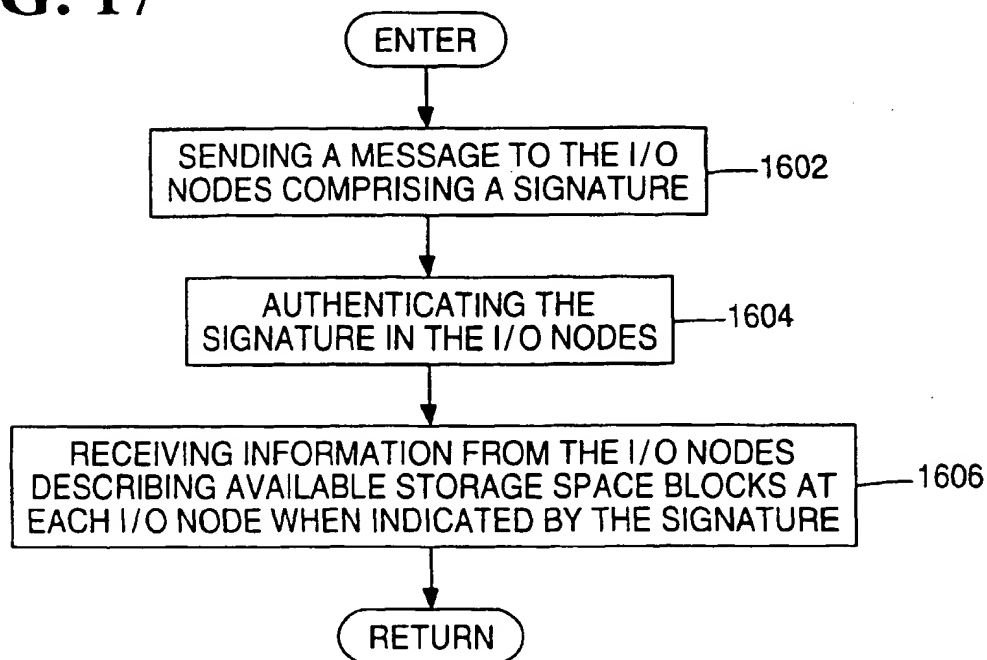 G. 17
ENTER
SENDING A MESSAGE TO THE I/O
NODES COMPRISING A SIGNATURE
1602
AUTHENTICATING THE
SIGNATURE IN THE I/O NODES
1604
RECEIVING INFORMATION FROM THE I/O NODES
DESCRIBING AVAILABLE STORAGE SPACE BLOCKS AT
EACH I/O NODE WHEN INDICATED BY THE SIGNATURE
1606
RETURN